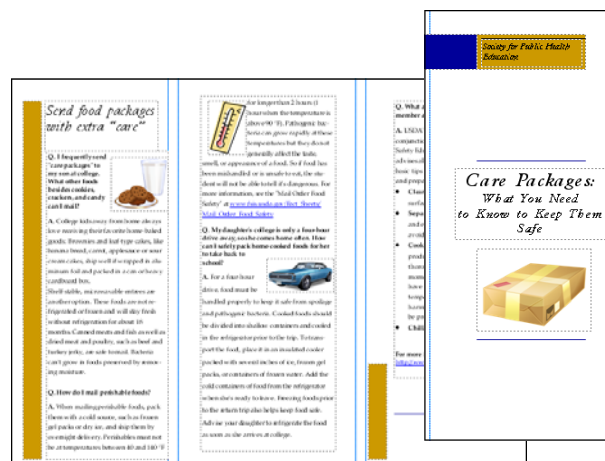 Send food packages
with extra "care"
Q. I frequently send
"care packages" to
my son at college.
What other foods
besides cookies,
crackers, and candy
can I mail?
A. College kids away from home always
love receiving their favorite home-baked
goods. Brownies and loaf-type cakes, like
banana bread, carrot, applesauce or sour
cream cakes, ship well if wrapped in alu-
minum foil and packed in a can or heavy
cardboard box.
Shelf-stable, microwavable entrees are
another option. These foods are not re-
frigerated or frozen and will stay fresh
without refrigeration for about 18
months. Canned meats and fish as well as
dried meat and poultry, such as beef and
turkey jerky, are safe to mail. Bacteria
can't grow in foods preserved by remov-
ing moisture.
Q. How do I mail perishable foods?
A. When mailing perishable foods, pack
them with a cold source, such as frozen
gel packs or dry ice, and ship them by
overnight delivery. Perishables must not
be at temperatures between 40 and 140 °F
for longer than 2 hours (1
hour when the temperature is
above 90 °F). Pathogenic bac-
teria can grow rapidly at these
temperatures but they do not
generally affect the taste,
smell, or appearance of a food. So if food has
been mishandled or is unsafe to eat, the stu-
dent will not be able to tell it's dangerous. For
more information, see the "Mail Order Food
Safety" at www.fsis.usda.gov/Fact_Sheets/
Mail_Order_Food_Safety
Q. My daughter's college is only a four-hour
drive away, so she comes home often. How
can I safely pack home cooked foods for her
to take back to
school?
A. For a four-hour
drive, food must be
handled properly to keep it safe from spoilage
and pathogenic bacteria. Cooked foods should
be divided into shallow containers and cooled
in the refrigerator prior to the trip. To trans-
port the food, place it in an insulated cooler
packed with several inches of ice, frozen gel
packs, or containers of frozen water. Add the
cold containers of food from the refrigerator
when she's ready to leave. Freezing foods prior
to the return trip also helps keep food safe.
Advise your daughter to refrigerate the food
as soon as she arrives at college.
Q. What
member
A. USDA
For more
Society for Public Health
Education
Care Packages:
What You Need
to Know to Keep Them
Safe